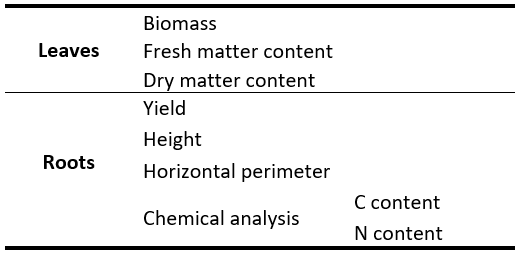 Leaves
Biomass
Fresh matter content
Dry matter content
Roots
Yield
Height
Horizontal perimeter
Chemical analysis
C content
N content